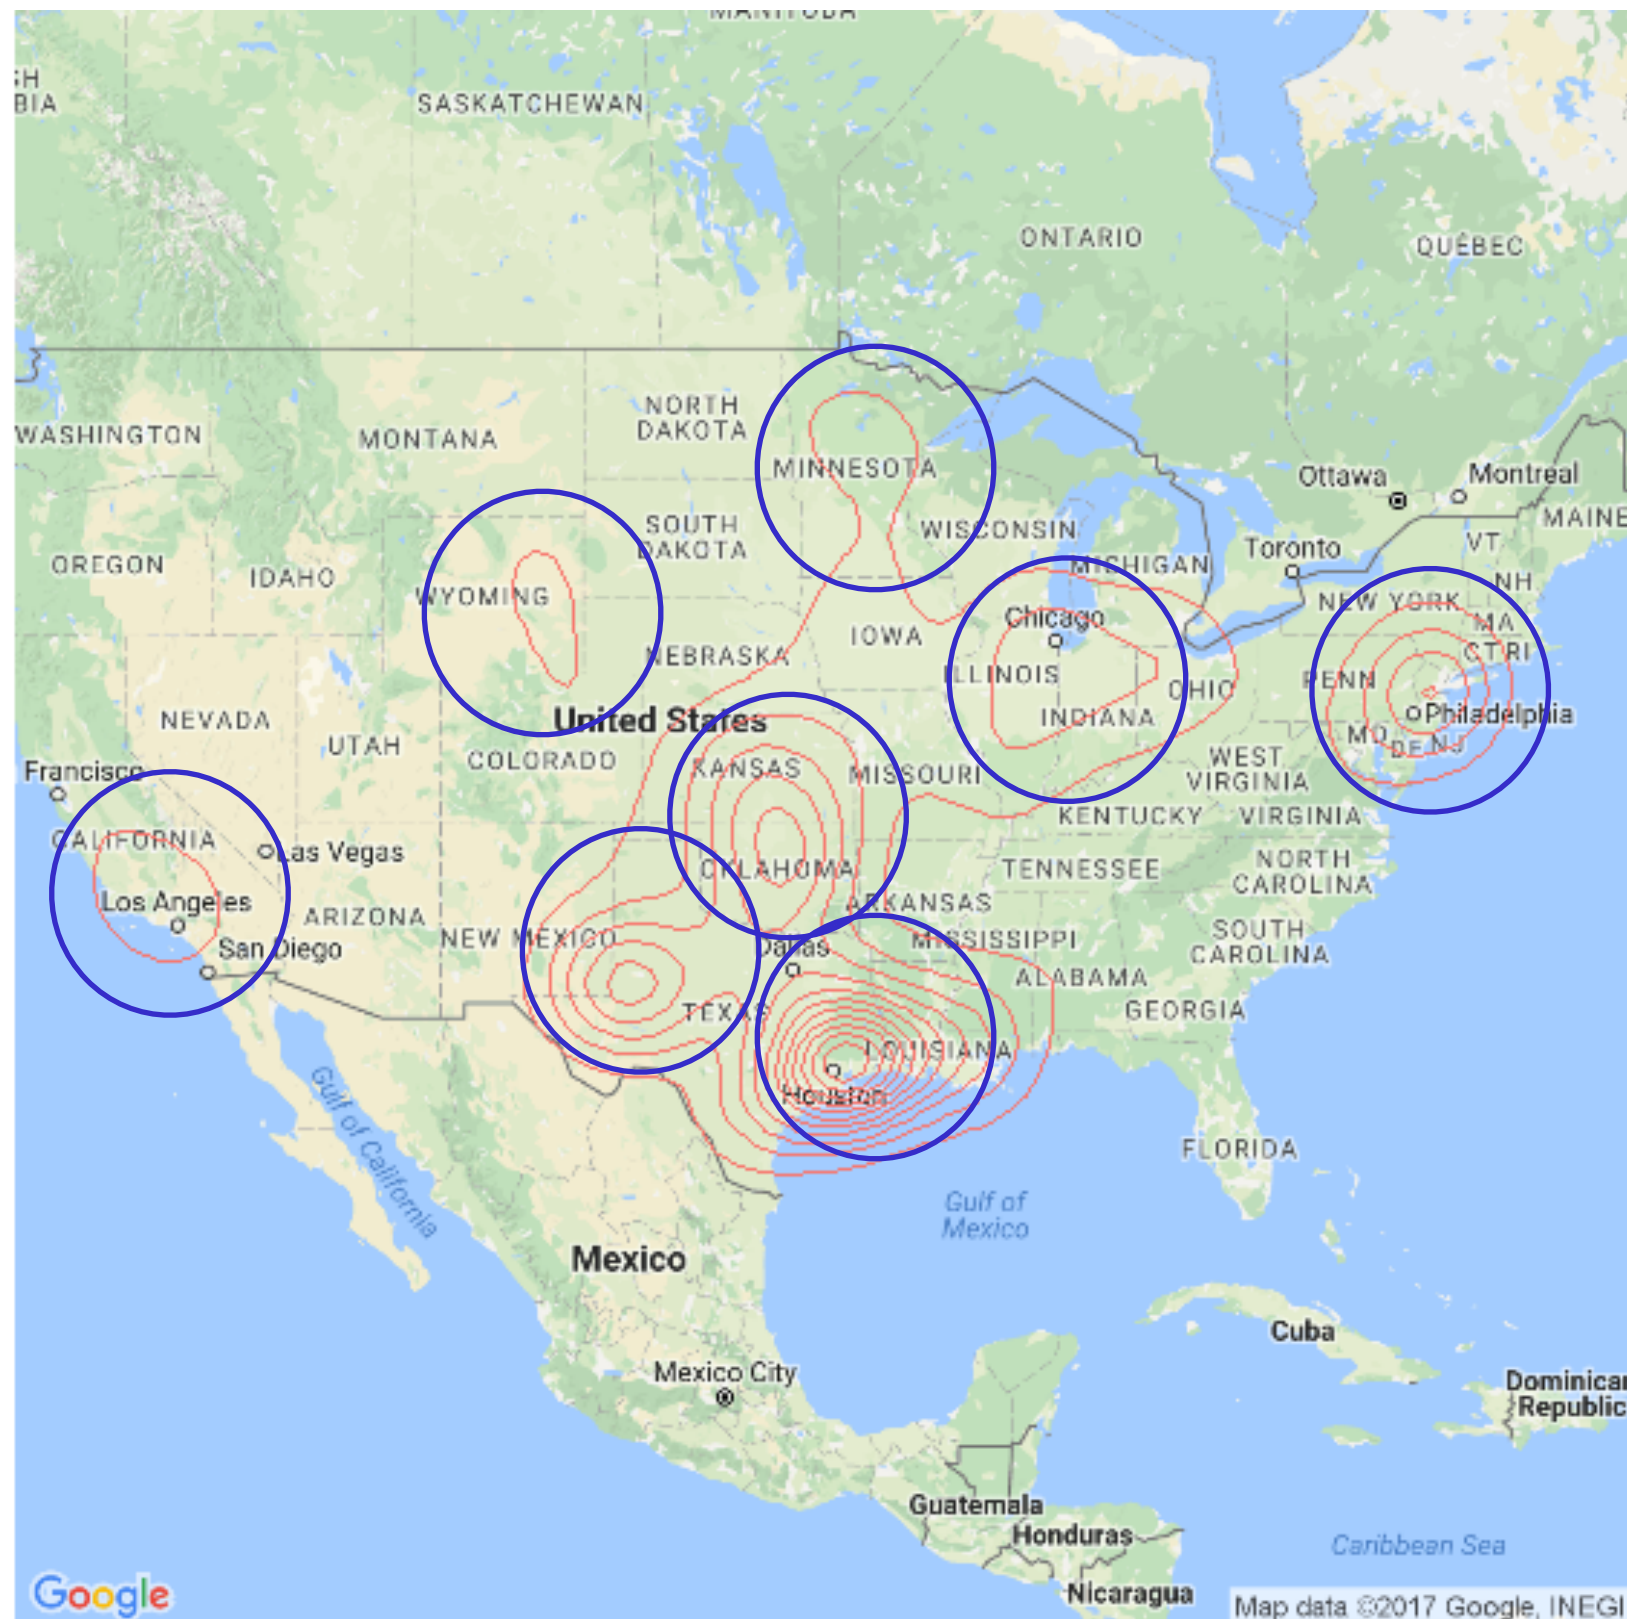 MANITOBA
SH
BIA
SASKATCHEWAN
ONTARIO
QUÉBEC
NORTH
DAKOTA
WASHINGTON
MONTANA
MINNESOTA
Ottawa
Montreal
MAINE
SOUTH
DAKOTA
WISCONSIN
VT
OREGON
IDAHO
MICHIGAN
Toronto
NH
WYOMING
NEW YORK
MA
Chicago
IOWA
CT RI
NEBRASKA
ILLINOIS
OHIO
PENN
NEVADA
United States
INDIANA
Philadelphia
UTAH
MD
DE NJ
COLORADO
KANSAS
MISSOURI
WEST
VIRGINIA
Francisco
CALIFORNIA
Las Vegas
KENTUCKY
VIRGINIA
OKLAHOMA
TENNESSEE
NORTH
CAROLINA
Los Angeles
ARIZONA
ARKANSAS
San Diego
NEW MEXICO
Dallas
MISSISSIPPI
SOUTH
CAROLINA
ALABAMA
TEXAS
GEORGIA
LOUISIANA
Houston
Gulf of California
FLORIDA
Gulf of
Mexico
Mexico
Cuba
Mexico City
Dominican
Republic
Guatemala
Honduras
Caribbean Sea
Nicaragua
Google
Map data ©2017 Google, INEGI